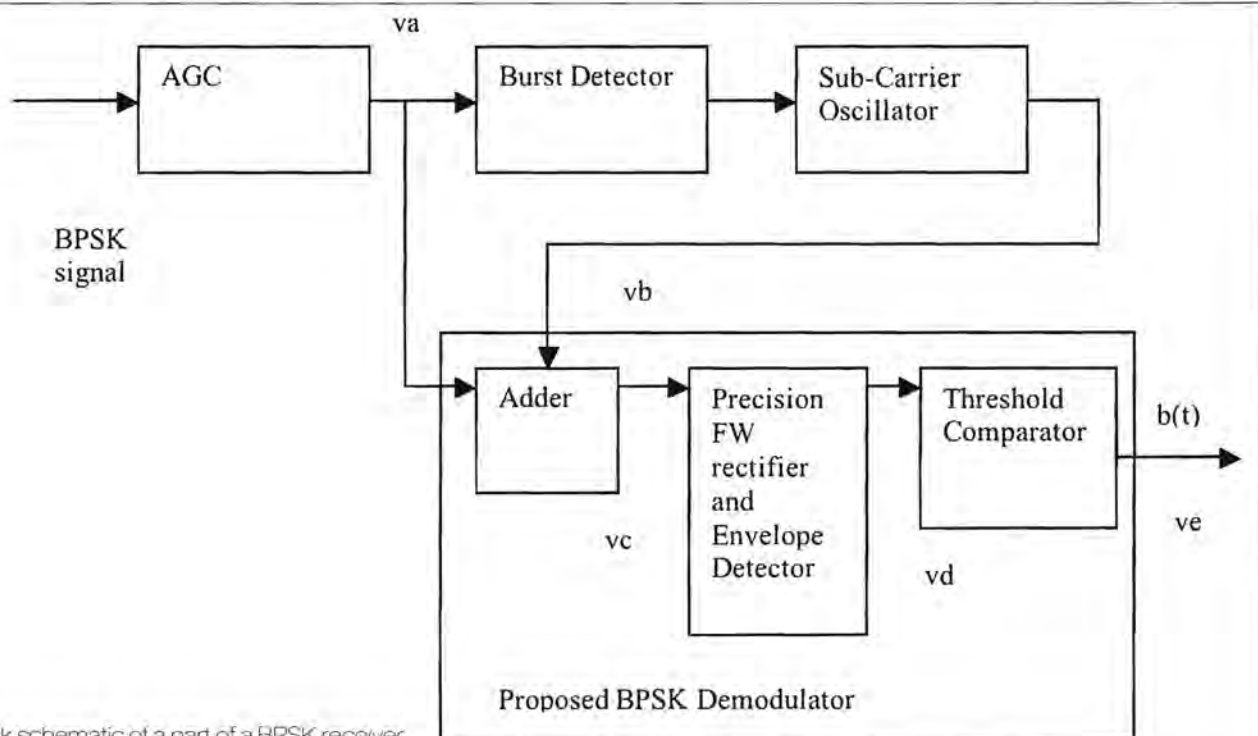 va
AGC
Burst Detector
Sub-Carrier
Oscillator
BPSK
signal
vb
Adder
Precision
FW
rectifier
and
Envelope
Detector
Threshold
Comparator
b(t)
vc
vd
ve
Proposed BPSK Demodulator
schematic of a part of a BPSK receiver